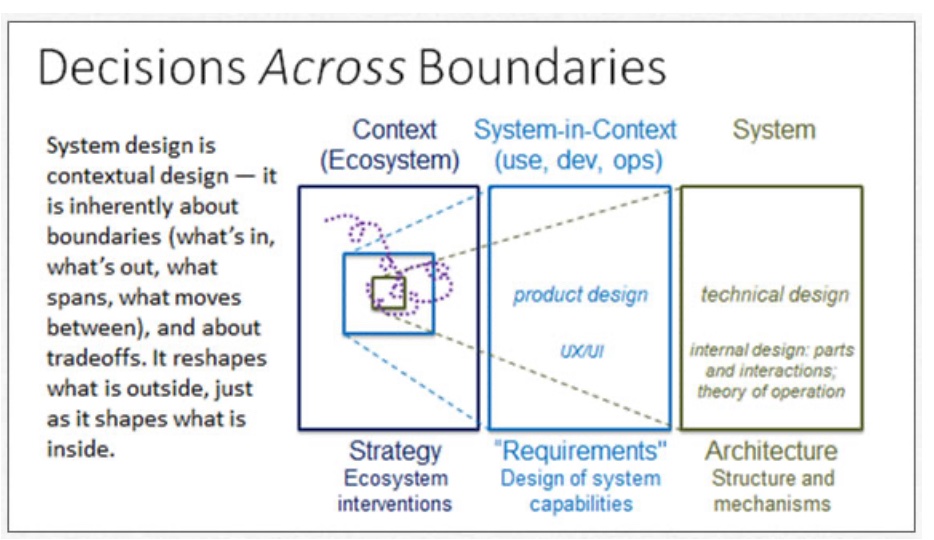 Decisions Across Boundaries
System design is
contextual design — it
is inherently about
boundaries (what's in,
what's out, what
spans, what moves
between), and about
tradeoffs. It reshapes
what is outside, just
as it shapes what is
inside.
Context
(Ecosystem)
System-in-Context
(use, dev, ops)
System
product design
UX/UI
technical design
internal design: parts
and interactions;
theory of operation
Strategy
Ecosystem
interventions
"Requirements"
Design of system
capabilities
Architecture
Structure and
mechanisms